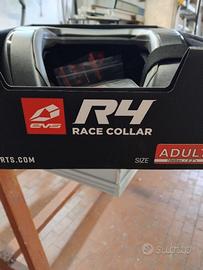 EVS
R4
RACE COLLAR
RTS.COM
SIZE
ADULT
subito